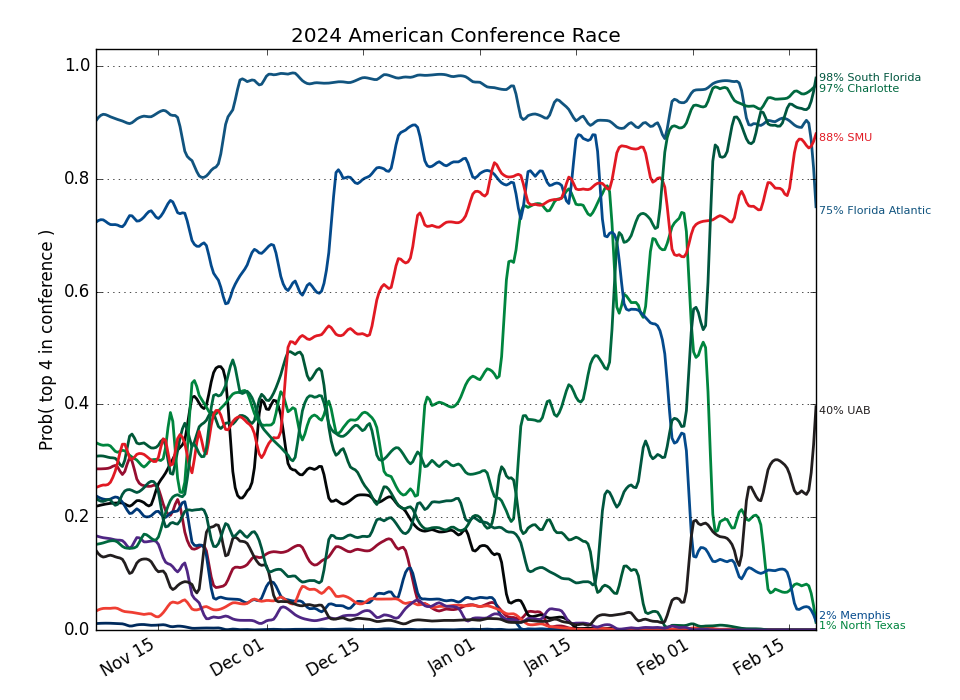 2024 American Conference Race
Prob( top 4 in conference )
1.0
0.8
0.6
0.4
0.2
0.0
98% South Florida
97% Charlotte
88% SMU
75% Florida Atlantic
40% UAB
2% Memphis
1% North Texas
Nov 15
Dec 01
Dec 15
Jan 01
Jan 15
Feb 01
Feb 15